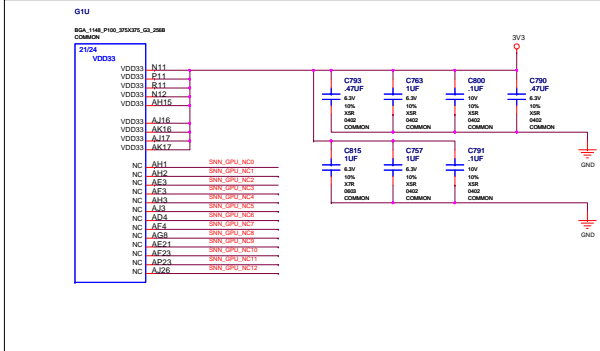 G1U
BGA_1148_P100_375X375_G3_256B
COMMON
21/24
VDD33
3V3
VDD33 N11
VDD33 P11
VDD33 R11
VDD33 N12
VDD33 AH15
VDD33 AJ16
VDD33 AK16
VDD33 AJ17
VDD33 AK17
C793
.47UF
6.3V
10%
X5R
0402
COMMON
C763
1UF
6.3V
10%
X5R
0402
COMMON
C800
.1UF
10V
10%
X5R
0402
COMMON
C790
.47UF
6.3V
10%
X5R
0402
COMMON
GND
C815
1UF
6.3V
10%
X7R
0603
COMMON
C757
1UF
6.3V
10%
X5R
0402
COMMON
C791
.1UF
10V
10%
X5R
0402
COMMON
GND
NC AH1 SNN_GPU_NC0
NC AH2 SNN_GPU_NC1
NC AE3 SNN_GPU_NC2
NC AF3 SNN_GPU_NC3
NC AH3 SNN_GPU_NC4
NC AJ3 SNN_GPU_NC5
NC AD4 SNN_GPU_NC6
NC AF4 SNN_GPU_NC7
NC AG8 SNN_GPU_NC8
NC AE21 SNN_GPU_NC9
NC AF23 SNN_GPU_NC10
NC AP23 SNN_GPU_NC11
NC AJ26 SNN_GPU_NC12